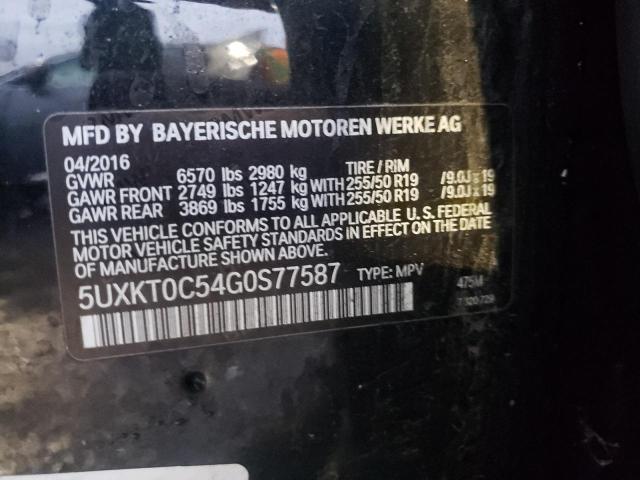 MFD BY BAYERISCHE MOTOREN WERKE AG
04/2016
GVWR 6570 lbs 2980 kg TIRE / RIM
GAWR FRONT 2749 lbs 1247 kg WITH 255/50 R19 /9.0J x 19
GAWR REAR 3869 lbs 1755 kg WITH 255/50 R19 /9.0J x 19
THIS VEHICLE CONFORMS TO ALL APPLICABLE U. S. FEDERAL
MOTOR VEHICLE SAFETY STANDARDS IN EFFECT ON THE DATE
OF MANUFACTURE SHOWN ABOVE.
5UXKT0C54G0S77587 TYPE: MPV 475M